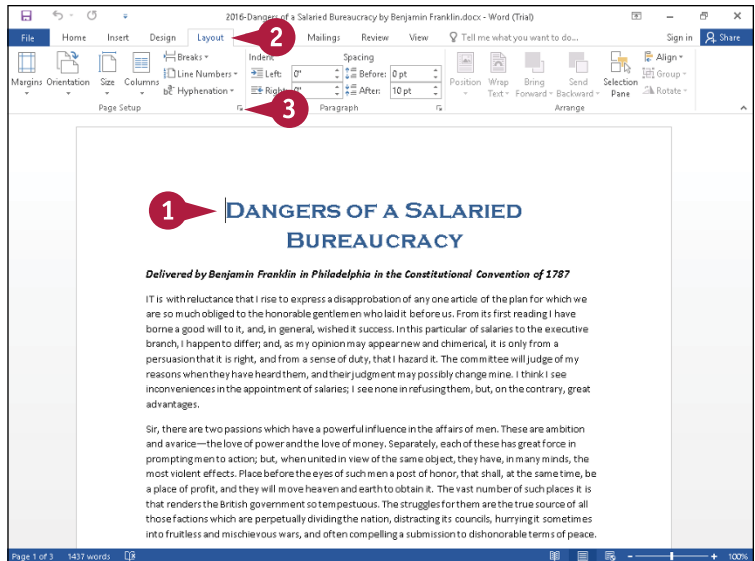 2016-Dangers of a Salaried Bureaucracy by Benjamin Franklin.docx - Word (Trial)
File Home Insert Design Layout 2 Mailings Review View Tell me what you want to do... Sign in Share
Margins Orientation Size Columns Breaks Line Numbers Hyphenation
Page Setup 3
Indent Spacing
Left: 0" Before: 0 pt
Right: 0" After: 10 pt
Paragraph
Position Wrap Text Bring Forward Send Backward Selection Pane Align Group Rotate
Arrange
1 DANGERS OF A SALARIED
BUREAUCRACY
Delivered by Benjamin Franklin in Philadelphia in the Constitutional Convention of 1787
IT is with reluctance that I rise to express a disapprobation of any one article of the plan for which we
are so much obliged to the honorable gentlemen who laid it before us. From its first reading I have
borne a good will to it, and, in general, wished it success. In this particular of salaries to the executive
branch, I happen to differ; and, as my opinion may appear new and chimerical, it is only from a
persuasion that it is right, and from a sense of duty, that I hazard it. The committee will judge of my
reasons when they have heard them, and their judgment may possibly change mine. I think I see
inconveniences in the appointment of salaries; I see none in refusing them, but, on the contrary, great
advantages.
Sir, there are two passions which have a powerful influence in the affairs of men. These are ambition
and avarice—the love of power and the love of money. Separately, each of these has great force in
prompting men to action; but, when united in view of the same object, they have, in many minds, the
most violent effects. Place before the eyes of such men a post of honor, that shall, at the same time, be
a place of profit, and they will move heaven and earth to obtain it. The vast number of such places it is
that renders the British government so tempestuous. The struggles for them are the true source of all
those factions which are perpetually dividing the nation, distracting its councils, hurrying it sometimes
into fruitless and mischievous wars, and often compelling a submission to dishonorable terms of peace.
Page 1 of 3 1437 words 100%